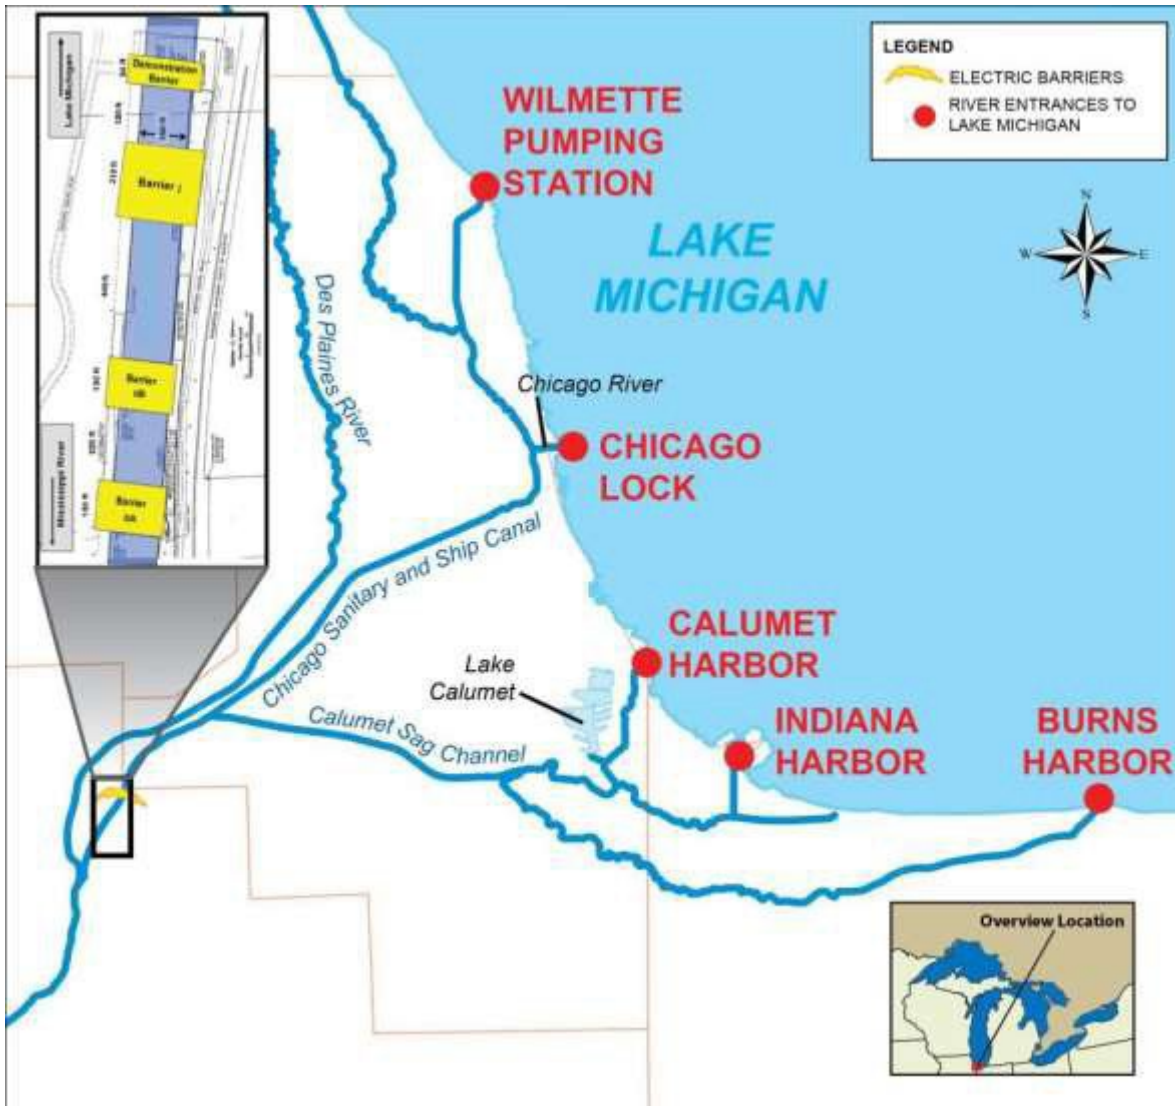 Lake Michigan
Demonstration
Barrier
Barrier I
Barrier
IIB
Barrier
IIA
Mississippi River
LEGEND
ELECTRIC BARRIERS
RIVER ENTRANCES TO
LAKE MICHIGAN
WILMETTE
PUMPING
STATION
LAKE
MICHIGAN
N
W
E
S
Des Plaines River
Chicago River
CHICAGO
LOCK
Chicago Sanitary and Ship Canal
CALUMET
HARBOR
Lake
Calumet
Calumet Sag Channel
INDIANA
HARBOR
BURNS
HARBOR
Overview Location